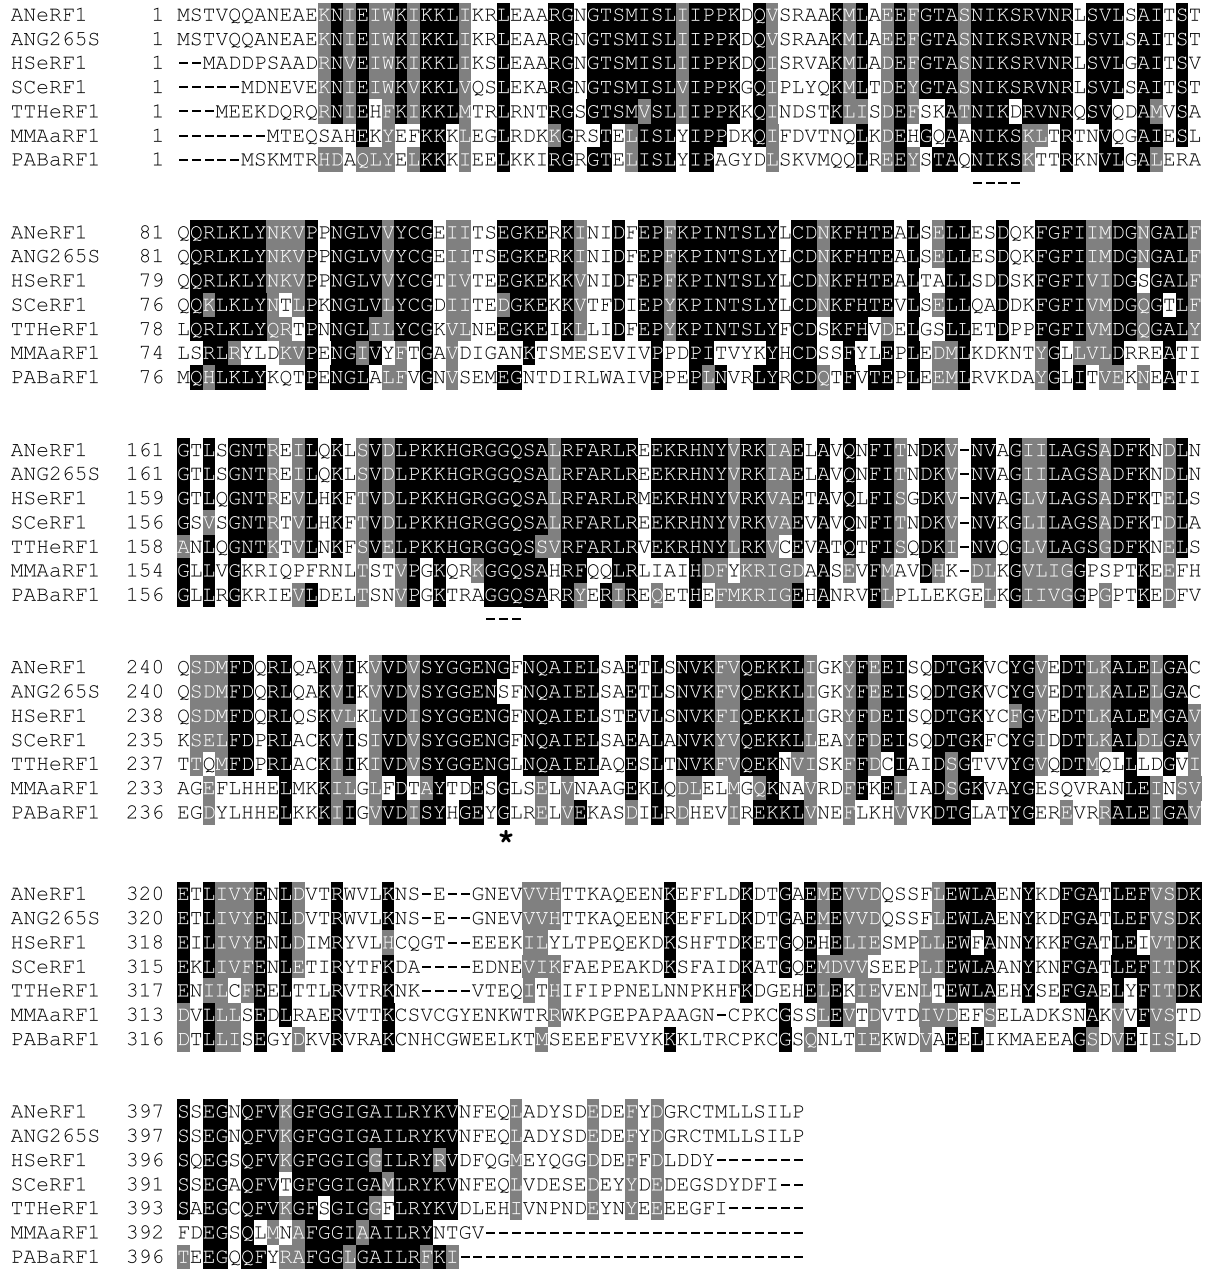 ANeRF1 1 MSTVQQANEAEKNIEIWKIKKLIKRLEAARGNGTSMISLIIPPKDQVSRAAKMLAEEFGTASNIKSRVNRLSVLSAITST
ANG265S 1 MSTVQQANEAEKNIEIWKIKKLIKRLEAARGNGTSMISLIIPPKDQVSRAAKMLAEEFGTASNIKSRVNRLSVLSAITST
HSeRF1 1 --MADDPSAADRNVEIWKIKKLIKSLEAARGNGTSMISLIIPPKDQISRVAKMLADEFGTASNIKSRVNRLSVLGAITSV
SCeRF1 1 -----MDNEVEKNIEIWKVKKLVQSLEKARGNGTSMISLVIPPKGQIPLYQKMLTDEYGTASNIKSRVNRLSVLSAITST
TTHeRF1 1 ---MEEKDQRQRNIEHFKIKKLMTRLRNTRGSGTSMVSLIIPPKKQINDSTKLISDEFSKATNIKDRVNRQSVQDAMVSA
MMAaRF1 1 -------MTEQSAHEKYEFKKKLEGLRDKKGRSTELISLYIPPDKQIFDVTNQLKDEHGQAANIKSKLTRTNVQGAIESL
PABaRF1 1 -----MSKMTRHDAQLYELKKKIEELKKIRGRGTELISLYIPAGYDLSKVMQQLREEYSTAQNIKSKTTRKNVLGALERA
----
ANeRF1 81 QQRLKLYNKVPPNGLVVYCGEIITSEGKERKINIDFEPFKPINTSLYLCDNKFHTEALSELLESDQKFGFIIMDGNGALF
ANG265S 81 QQRLKLYNKVPPNGLVVYCGEIITSEGKERKINIDFEPFKPINTSLYLCDNKFHTEALSELLESDQKFGFIIMDGNGALF
HSeRF1 79 QQRLKLYNKVPPNGLVVYCGTIVTEEGKEKKVNIDFEPFKPINTSLYLCDNKFHTEALTALLSDDSKFGFIVIDGSGALF
SCeRF1 76 QQKLKLYNTLPKNGLVLYCGDIITEDGKEKKVTFDIEPYKPINTSLYLCDNKFHTEVLSELLQADDKFGFIVMDGQGTLF
TTHeRF1 78 LQRLKLYQRTPNNGLILYCGKVLNEEGKEIKLLIDFEPYKPINTSLYFCDSKFHVDELGSLLETDPPFGFIVMDGQGALY
MMAaRF1 74 LSRLRYLDKVPENGIVYFTGAVDIGANKTSMESEVIVPPDPITVYKYHCDSSFYLEPLEDMLKDKNTYGLLVLDRREATI
PABaRF1 76 MQHLKLYKQTPENGLALFVGNVSEMEGNTDIRLWAIVPPEPLNVRLYRCDQTFVTEPLEEMLRVKDAYGLITVEKNEATI
ANeRF1 161 GTLSGNTREILQKLSVDLPKKHGRGGQSALRFARLREEKRHNYVRKIAELAVQNFITNDKV-NVAGIILAGSADFKNDLN
ANG265S 161 GTLSGNTREILQKLSVDLPKKHGRGGQSALRFARLREEKRHNYVRKIAELAVQNFITNDKV-NVAGIILAGSADFKNDLN
HSeRF1 159 GTLQGNTREVLHKFTVDLPKKHGRGGQSALRFARLRMEKRHNYVRKVAETAVQLFISGDKV-NVAGLVLAGSADFKTELS
SCeRF1 156 GSVSGNTRTVLHKFTVDLPKKHGRGGQSALRFARLREEKRHNYVRKVAEVAVQNFITNDKV-NVKGLILAGSADFKTDLA
TTHeRF1 158 ANLQGNTKTVLNKFSVELPKKHGRGGQSSVRFARLRVEKRHNYLRKVCEVATQTFISQDKI-NVQGLVLAGSGDFKNELS
MMAaRF1 154 GLLVGKRIQPFRNLTSTVPGKQRKGGQSAHRFQQLRLIAIHDFYKRIGDAASEVFMAVDHK-DLKGVLIGGPSPTKEEFH
PABaRF1 156 GLLRGKRIEVLDELTSNVPGKTRAGGQSARRYERIREQETHEFMKRIGEHANRVFLPLLEKGELKGIIVGGPGPTKEDFV
---
ANeRF1 240 QSDMFDQRLQAKVIKVVDVSYGGENGFNQAIELSAETLSNVKFVQEKKLIGKYFEEISQDTGKVCYGVEDTLKALELGAC
ANG265S 240 QSDMFDQRLQAKVIKVVDVSYGGENSFNQAIELSAETLSNVKFVQEKKLIGKYFEEISQDTGKVCYGVEDTLKALELGAC
HSeRF1 238 QSDMFDQRLQSKVLKLVDISYGGENGFNQAIELSTEVLSNVKFIQEKKLIGRYFDEISQDTGKYCFGVEDTLKALEMGAV
SCeRF1 235 KSELFDPRLACKVISIVDVSYGGENGFNQAIELSAEALANVKYVQEKKLLEAYFDEISQDTGKFCYGIDDTLKALDLGAV
TTHeRF1 237 TTQMFDPRLACKIIKIVDVSYGGENGLNQAIELAQESLTNVKFVQEKNVISKFFDCIAIDSGTVVYGVQDTMQLLLDGVI
MMAaRF1 233 AGEFLHHELMKKILGLFDTAYTDESGLSELVNAAGEKLQDLELMGQKNAVRDFFKELIADSGKVAYGESQVRANLEINSV
PABaRF1 236 EGDYLHHELKKKIIGVVDISYHGEYGLRELVEKASDILRDHEVIREKKLVNEFLKHVVKDTGLATYGEREVRRALEIGAV
*
ANeRF1 320 ETLIVYENLDVTRWVLKNS-E--GNEVVVHTTKAQEENKEFFLDKDTGAEMEVVDQSSFLEWLAENYKDFGATLEFVSDK
ANG265S 320 ETLIVYENLDVTRWVLKNS-E--GNEVVVHTTKAQEENKEFFLDKDTGAEMEVVDQSSFLEWLAENYKDFGATLEFVSDK
HSeRF1 318 EILIVYENLDIMRYVLHCQGT--EEEKILYLTPEQEKDKSHFTDKETGQEHELIESMPLLEWFANNYKKFGATLEIVTDK
SCeRF1 315 EKLIVFENLETIRYTFKDA----EDNEVIKFAEPEAKDKSFAIDKATGQEMDVVSEEPLIEWLAANYKNFGATLEFITDK
TTHeRF1 317 ENILCFEELTTLRVTRKNK----VTEQITHIFIPPNELNNPKHFKDGEHELEKIEVENLTEWLAEHYSEFGAELYFITDK
MMAaRF1 313 DVLLLSEDLRAERVTTKCSVCGYENKWTRRWKPGEPAPAAGN-CPKCGSSLEVTDVTDIVDEFSELADKSNAKVVFVSTD
PABaRF1 316 DTLLISEGYDKVRVRAKCNHCGWEELKTMSEEEFEVYKKKLTRCPKCGSQNLTIEKWDVAEELIKMAEEAGSDVEIISLD
ANeRF1 397 SSEGNQFVKGFGGIGAILRYKVNFEQLADYSDEDEFYDGRCTMLLSILP
ANG265S 397 SSEGNQFVKGFGGIGAILRYKVNFEQLADYSDEDEFYDGRCTMLLSILP
HSeRF1 396 SQEGSQFVKGFGGIGGILRYRVDFQGMEYQGGDDEFFDLDDY-------
SCeRF1 391 SSEGAQFVTGFGGIGAMLRYKVNFEQLVDESEDEYYDEDEGSDYDFI--
TTHeRF1 393 SAEGCQFVKGFSGIGGFLRYKVDLEHIVNPNDEYNYEEEEGFI------
MMAaRF1 392 FDEGSQLMNAFGGIAAILRYNTGV-------------------------
PABaRF1 396 TEEGQQFYRAFGGLGAILRFKI---------------------------